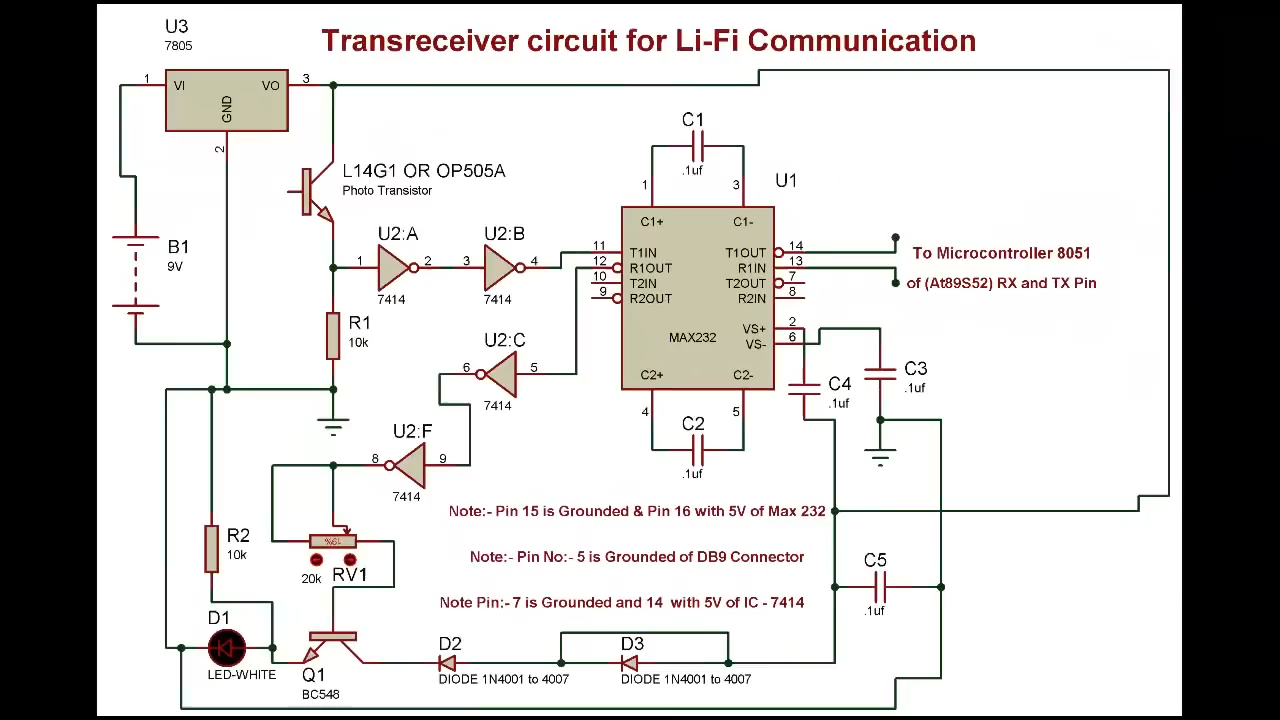 U3
7805
Transreceiver circuit for Li-Fi Communication
1
VI
VO
3
GND
2
L14G1 OR OP505A
Photo Transistor
B1
9V
C1
.1uf
1
3
U1
C1+
C1-
U2:A
U2:B
1
2
3
4
7414
7414
11
T1IN
T1OUT
14
12
R1OUT
R1IN
13
10
T2IN
T2OUT
7
9
R2OUT
R2IN
8
To Microcontroller 8051
of (At89S52) RX and TX Pin
R1
10k
VS+
2
MAX232
VS-
6
U2:C
6
5
7414
C2+
C2-
4
5
C3
.1uf
C4
.1uf
C2
.1uf
U2:F
8
9
7414
Note:- Pin 15 is Grounded & Pin 16 with 5V of Max 232
R2
10k
19%
20k
RV1
Note:- Pin No:- 5 is Grounded of DB9 Connector
C5
.1uf
Note Pin:- 7 is Grounded and 14 with 5V of IC - 7414
D1
LED-WHITE
Q1
BC548
D2
DIODE 1N4001 to 4007
D3
DIODE 1N4001 to 4007